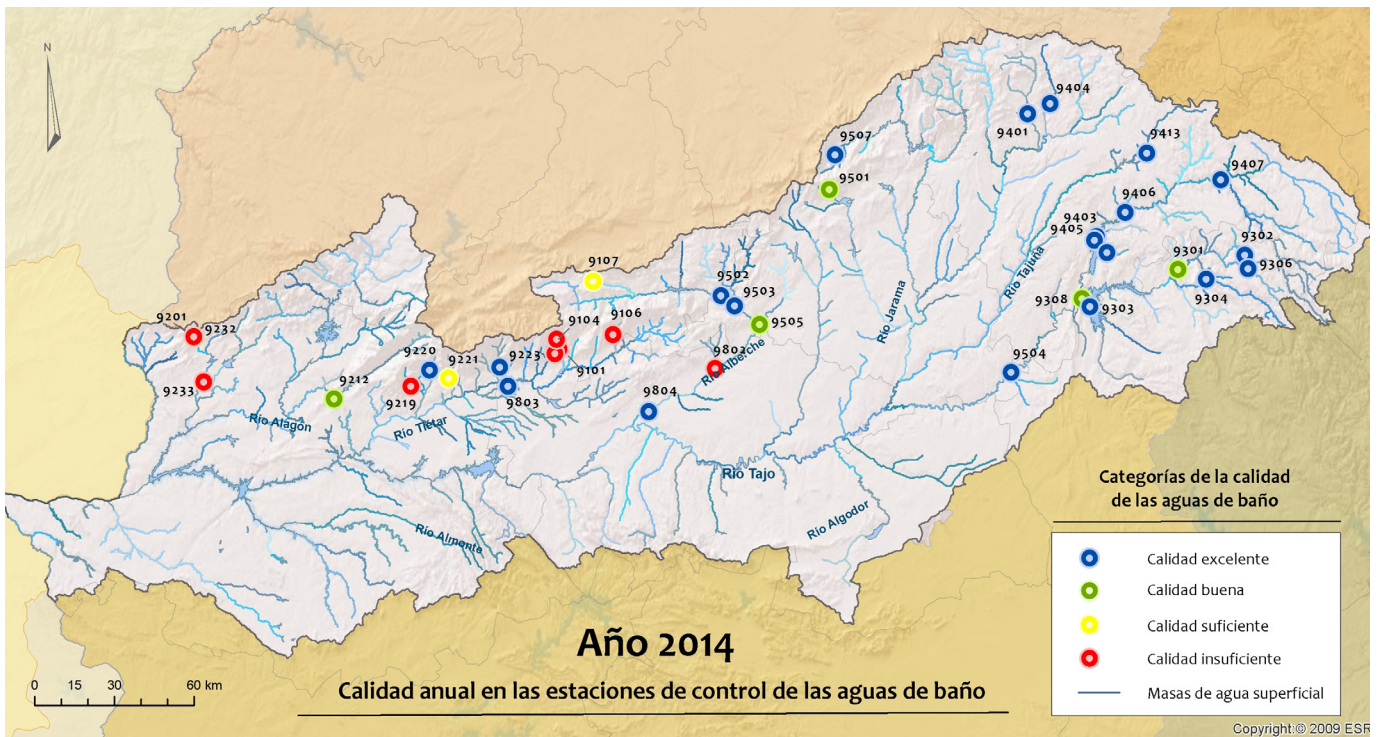 N
9404
9401
9507
9413
9501
9407
9406
9403
9405
9302
9301
9306
9107
9502
9503
9304
9308
9303
9505
9201
9232
9104
9106
9220
9221
9223
9101
9802
9233
9212
9219
9803
9804
9504
Río Jarama
Río Tajuña
Río Alberche
Río Alagón
Río Tiétar
Río Tajo
Río Almonte
Río Algodor
Categorías de la calidad
de las aguas de baño
Calidad excelente
Calidad buena
Calidad suficiente
Calidad insuficiente
Masas de agua superficial
Año 2014
Calidad anual en las estaciones de control de las aguas de baño
0 15 30 60 km
Copyright:© 2009 ESR